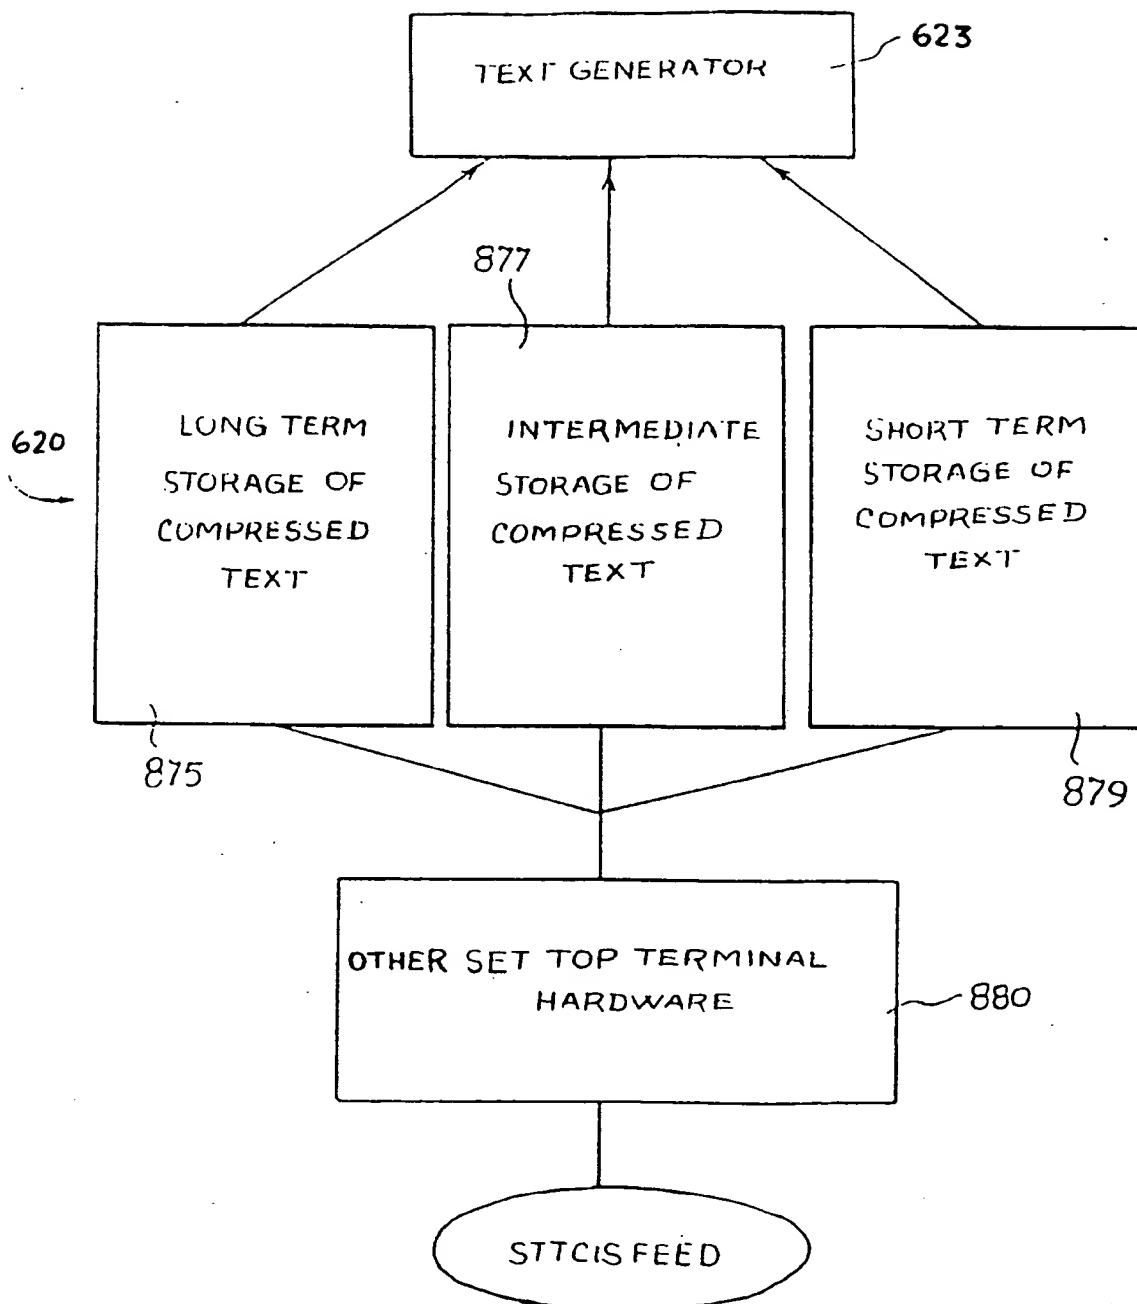 TEXT GENERATOR
623
877
620
LONG TERM
STORAGE OF
COMPRESSED
TEXT
INTERMEDIATE
STORAGE OF
COMPRESSED
TEXT
SHORT TERM
STORAGE OF
COMPRESSED
TEXT
875
879
OTHER SET TOP TERMINAL
HARDWARE
880
STTCIS FEED